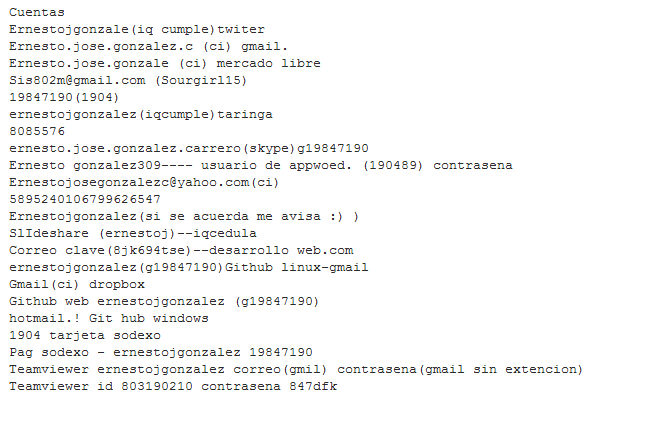 Cuentas
Ernestojgonzale(iq cumple)twiter
Ernesto.jose.gonzalez.c (ci) gmail.
Ernesto.jose.gonzale (ci) mercado libre
Sis802m@gmail.com (Sourgirl15)
19847190(1904)
ernestojgonzalez(iqcumple)taringa
8085576
ernesto.jose.gonzalez.carrero(skype)g19847190
Ernesto gonzalez309---- usuario de appwoed. (190489) contrasena
Ernestojosegonzalezc@yahoo.com(ci)
5895240106799626547
Ernestojgonzalez(si se acuerda me avisa :) )
SlIdeshare (ernestoj)--iqcedula
Correo clave(8jk694tse)--desarrollo web.com
ernestojgonzalez(g19847190)Github linux-gmail
Gmail(ci) dropbox
Github web ernestojgonzalez (g19847190)
hotmail.! Git hub windows
1904 tarjeta sodexo
Pag sodexo - ernestojgonzalez 19847190
Teamviewer ernestojgonzalez correo(gmil) contrasena(gmail sin extencion)
Teamviewer id 803190210 contrasena 847dfk